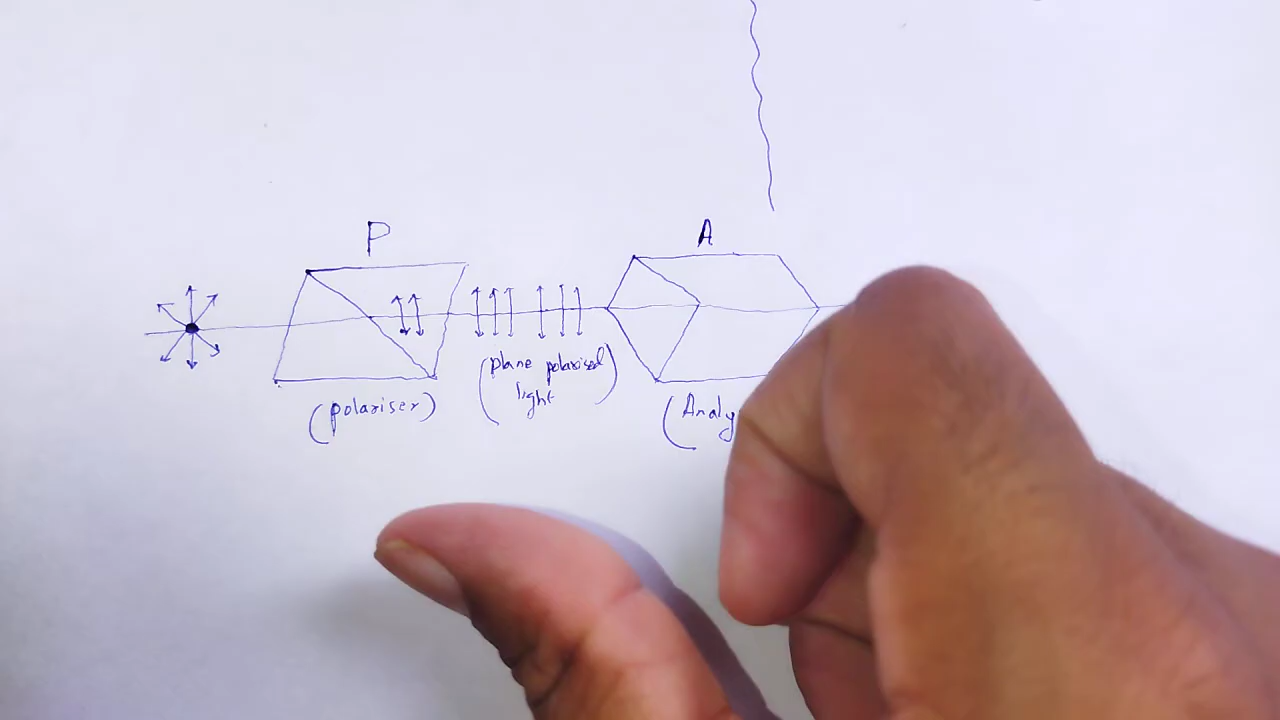 P
A
(polariser)
(plane polarised
light)
(Analy